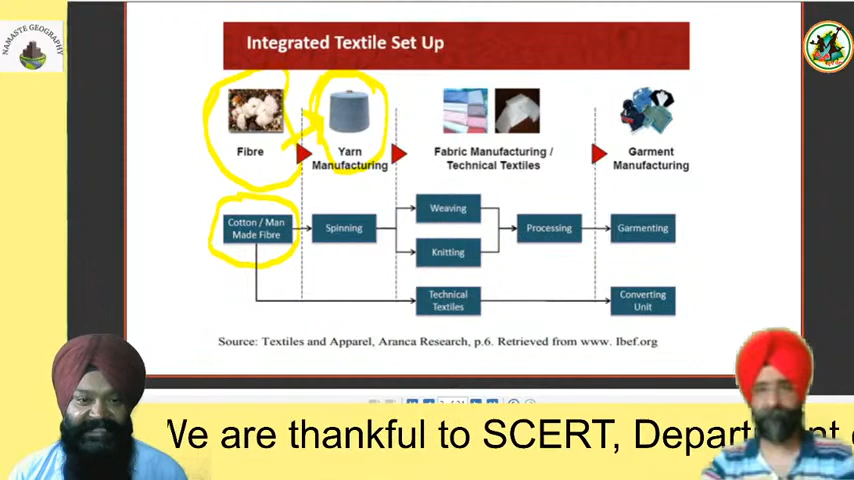 NAMASTE GEOGRAPHY
Integrated Textile Set Up
Fibre
Yarn
Manufacturing
Fabric Manufacturing /
Technical Textiles
Garment
Manufacturing
Cotton / Man
Made Fibre
Spinning
Weaving
Knitting
Processing
Garmenting
Technical
Textiles
Converting
Unit
Source: Textiles and Apparel, Aranca Research, p.6. Retrieved from www. Ibef.org
We are thankful to SCERT, Depart